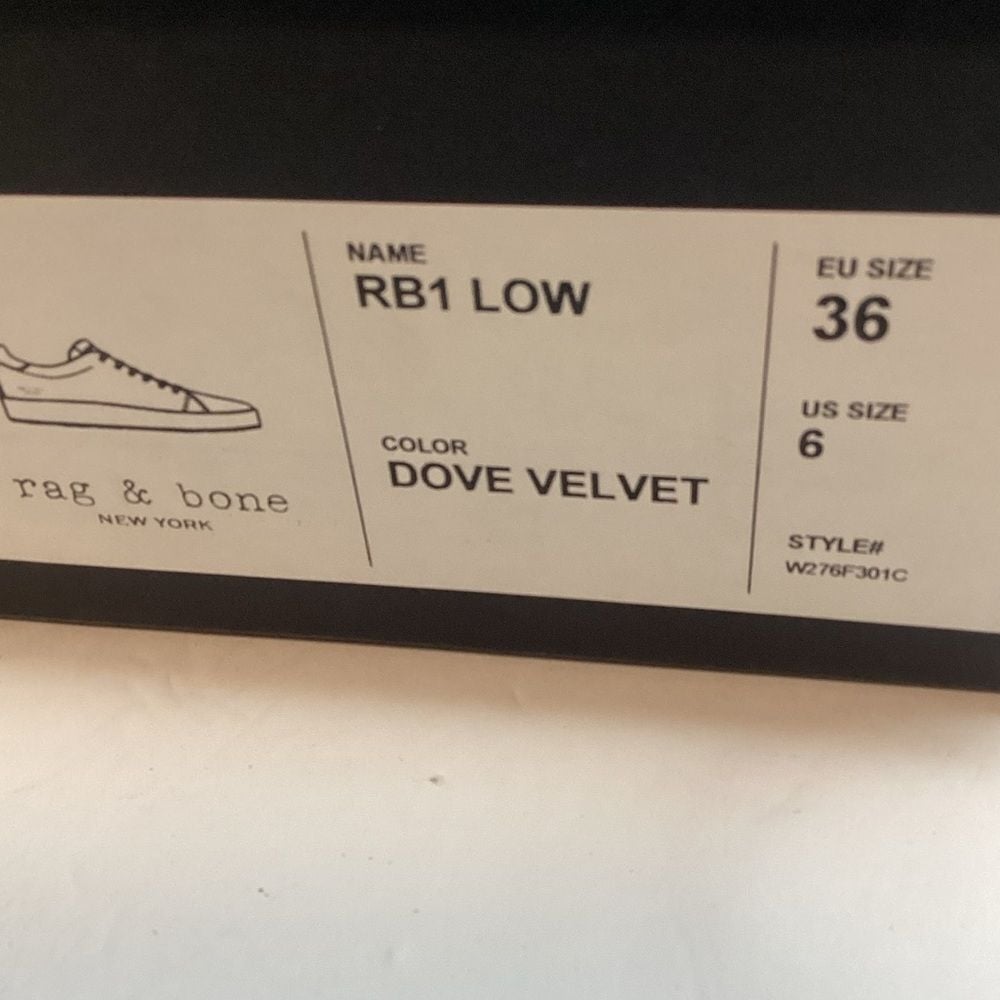 rag & bone
NEW YORK
NAME
RB1 LOW
COLOR
DOVE VELVET
EU SIZE
36
US SIZE
6
STYLE#
W276F301C